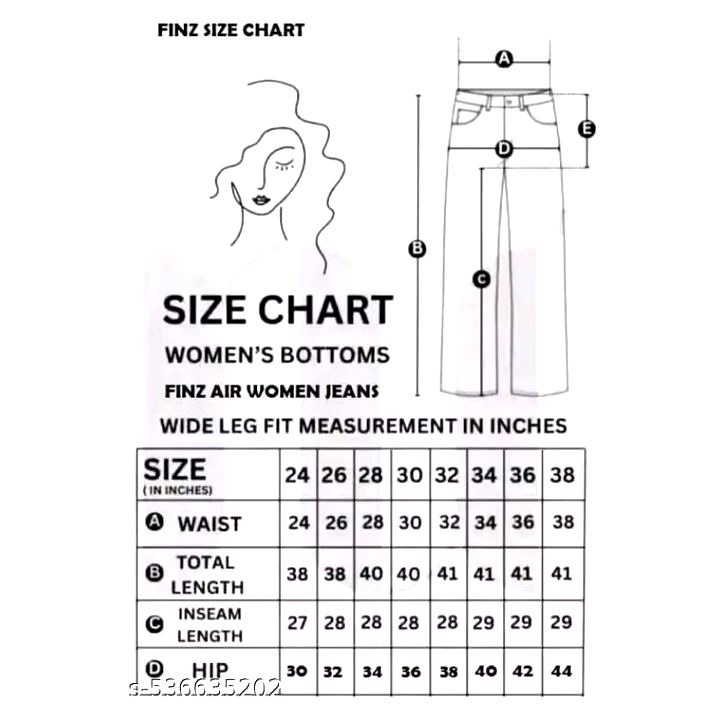 FINZ SIZE CHART
A
E
D
B
C
SIZE CHART
WOMEN'S BOTTOMS
FINZ AIR WOMEN JEANS
WIDE LEG FIT MEASUREMENT IN INCHES
SIZE 24 26 28 30 32 34 36 38
(IN INCHES)
A WAIST 24 26 28 30 32 34 36 38
B TOTAL LENGTH 38 38 40 40 41 41 41 41
C INSEAM LENGTH 27 28 28 28 28 29 29 29
D HIP 30 32 34 36 38 40 42 44
s-536635202